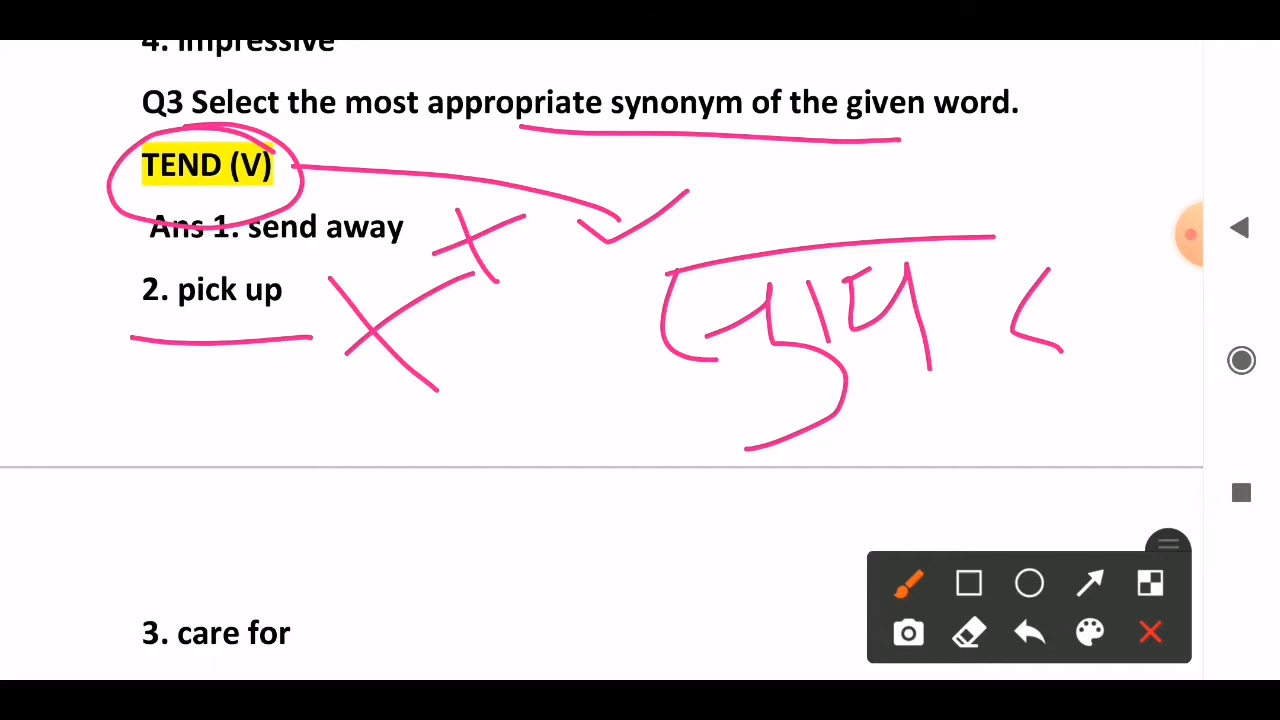 4. impressive
Q3 Select the most appropriate synonym of the given word.
TEND (V)
Ans 1. send away
2. pick up
3. care for